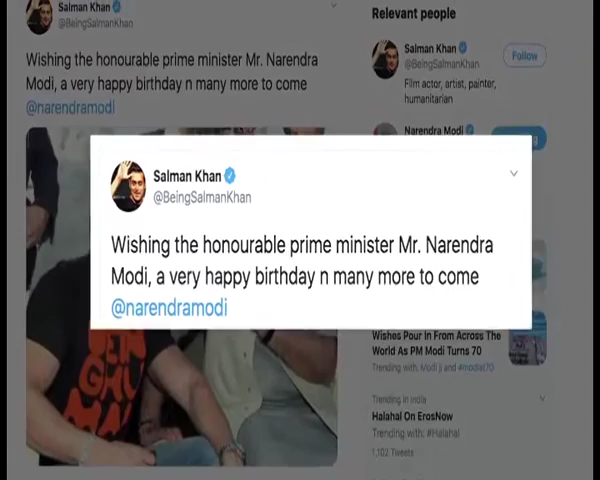 Salman Khan
@BeingSalmanKhan
Wishing the honourable prime minister Mr. Narendra
Modi, a very happy birthday n many more to come
@narendramodi
Relevant people
Salman Khan
@BeingSalmanKhan
Follow
Film actor, artist, painter,
humanitarian
Narendra Modi
Salman Khan
@BeingSalmanKhan
Wishing the honourable prime minister Mr. Narendra
Modi, a very happy birthday n many more to come
@narendramodi
Wishes Pour In From Across The
World As PM Modi Turns 70
Trending with: Modi ji and #modiat70
Trending in India
Halahal On ErosNow
Trending with: #Halahal
1,102 Tweets